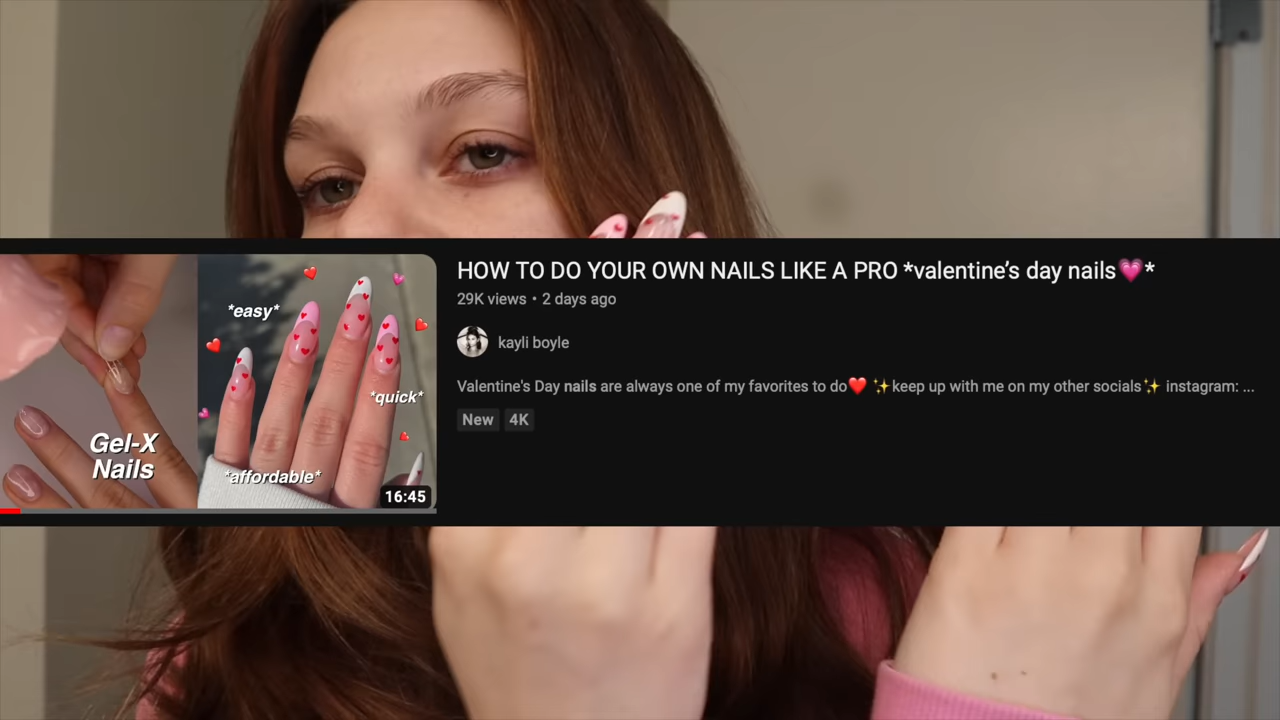 HOW TO DO YOUR OWN NAILS LIKE A PRO *valentine's day nails💗*
29K views • 2 days ago
kayli boyle
Valentine's Day nails are always one of my favorites to do❤️ ✨keep up with me on my other socials✨ instagram: ...
New 4K
*easy*
*quick*
Gel-X
Nails
*affordable*
16:45